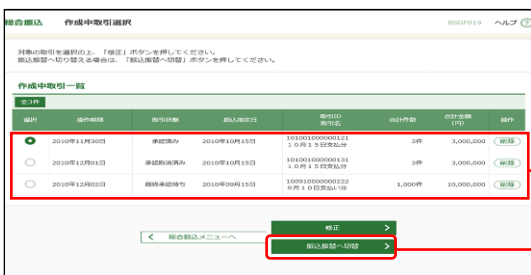 総合振込 作成中取引選択 BSGF019 ヘルプ ?
対象の取引を選択の上、「修正」ボタンを押してください。
振込振替へ切り替える場合は、「振込振替へ切替」ボタンを押してください。
作成中取引一覧
全3件
選択 操作期限 取引状態 振込指定日 取引ID 取引名 合計件数 合計金額(円) 操作
2010年11月30日 承認済み 2010年10月15日 101001000000121 10月15日支払分 3件 3,000,000 削除
2010年12月01日 承認取消済み 2010年10月15日 101001000000131 10月15日支払分 3件 3,000,000 削除
2010年12月02日 最終承認待ち 2010年09月15日 100910000000222 9月10日支払い分 1,000件 10,000,000 削除
修正
総合振込メニューへ
振込振替へ切替